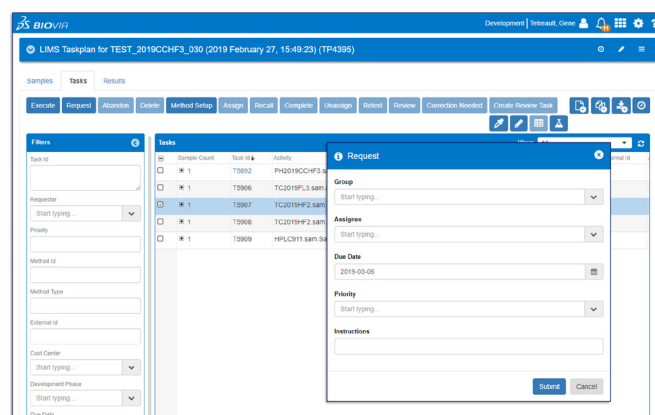 3DS BIOVIA
Development | Tetreault, Gene
LIMS Taskplan for TEST_2019CCHF3_030 (2019 February 27, 15:49:23) (TP4395)
Samples Tasks Results
Execute Request Abandon Delete Method Setup Assign Recall Complete Unassign Retest Review Correction Needed Create Review Task
Filters
Task Id
Requestor
Start typing...
Priority
Method Id
Method Type
External Id
Cost Center
Start typing...
Development Phase
Start typing...
Due Date
Tasks
Sample Count Task Id Activity
1 T5892 PH2019CCHF3.s
1 T5906 TC2019FL3.sam.
1 T5907 TC2019HF2.sam.
1 T5908 TC2019HF2.sam.
1 T5909 HPLC911.sam.Sa
Request
Group
Start typing...
Assignee
Start typing...
Due Date
2019-03-06
Priority
Start typing...
Instructions
Submit Cancel